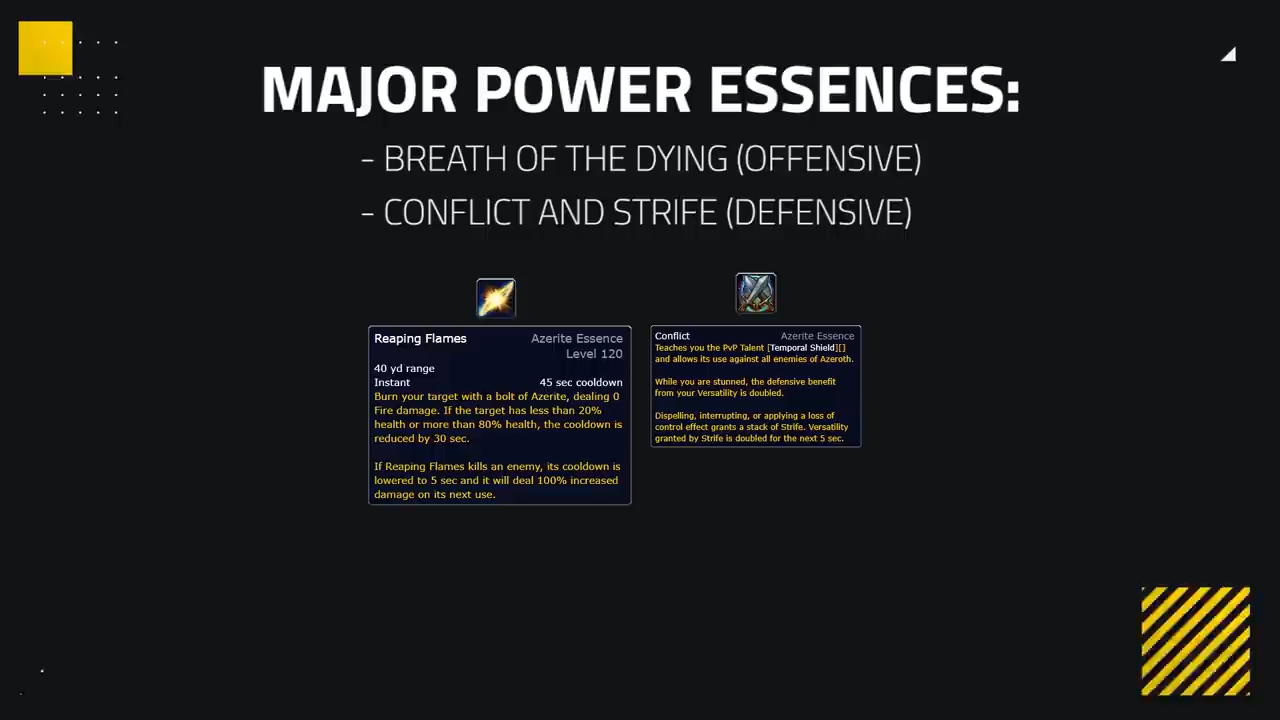 MAJOR POWER ESSENCES:
- BREATH OF THE DYING (OFFENSIVE)
- CONFLICT AND STRIFE (DEFENSIVE)
Reaping Flames Azerite Essence
Level 120
40 yd range
Instant 45 sec cooldown
Burn your target with a bolt of Azerite, dealing 0
Fire damage. If the target has less than 20%
health or more than 80% health, the cooldown is
reduced by 30 sec.
If Reaping Flames kills an enemy, its cooldown is
lowered to 5 sec and it will deal 100% increased
damage on its next use.
Conflict Azerite Essence
Teaches you the PvP Talent [Temporal Shield][]
and allows its use against all enemies of Azeroth.
While you are stunned, the defensive benefit
from your Versatility is doubled.
Dispelling, interrupting, or applying a loss of
control effect grants a stack of Strife. Versatility
granted by Strife is doubled for the next 5 sec.